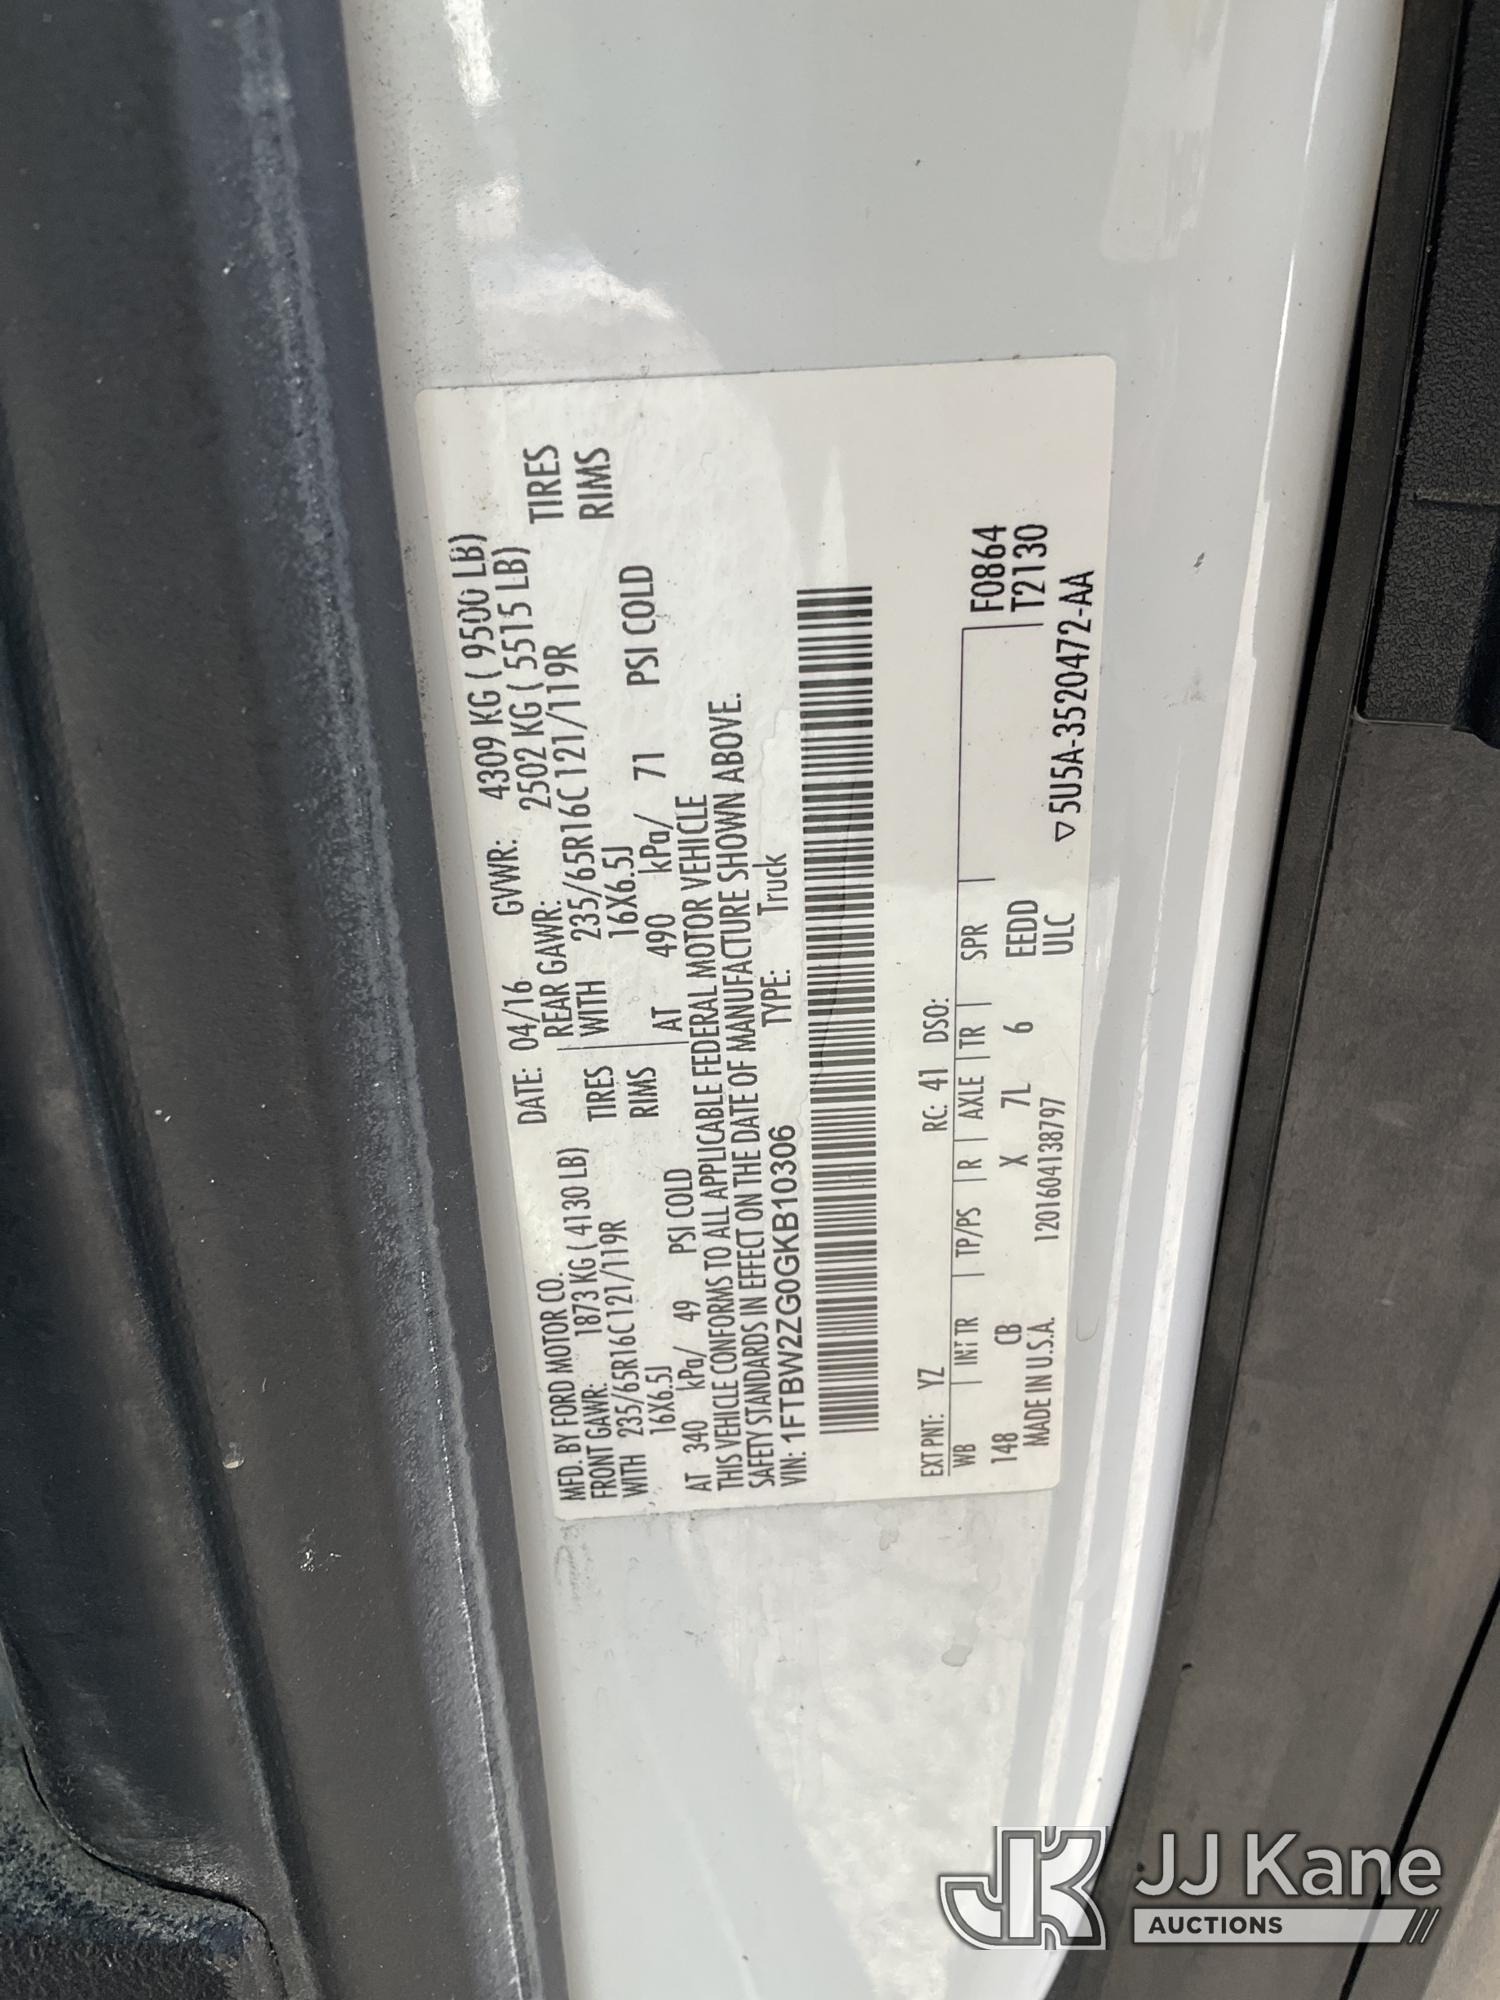 MFD. BY FORD MOTOR CO. DATE: 04/16 GVWR: 4309 KG ( 9500 LB)
FRONT GAWR: 1873 KG ( 4130 LB) REAR GAWR: 2502 KG ( 5515 LB)
WITH 235/65R16C 121/119R TIRES WITH 235/65R16C 121/119R TIRES
16X6.5J RIMS 16X6.5J RIMS
AT 340 kPa/ 49 PSI COLD AT 490 kPa/ 71 PSI COLD
THIS VEHICLE CONFORMS TO ALL APPLICABLE FEDERAL MOTOR VEHICLE
SAFETY STANDARDS IN EFFECT ON THE DATE OF MANUFACTURE SHOWN ABOVE.
VIN: 1FTBW2ZG0GKB10306 TYPE: Truck
EXT PNT: YZ RC: 41 DSO:
WB INT TR TP/PS R AXLE TR SPR F0864
148 CB X 7L 6 EEDD T2130
MADE IN U.S.A. 1201604138797 ULC
▽ 5U5A-3520472-AA
JK JJ Kane
AUCTIONS